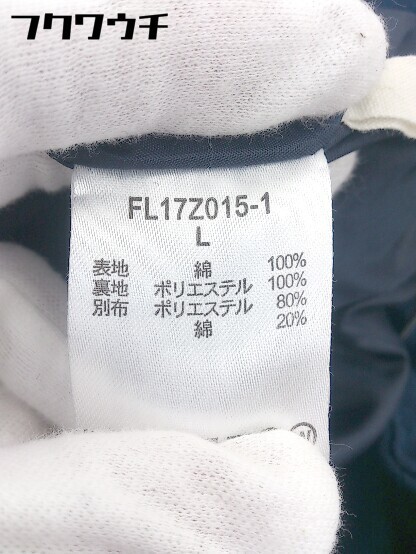 フクワウチ
FL17Z015-1
L
表地 綿 100%
裏地 ポリエステル 100%
別布 ポリエステル 80%
綿 20%